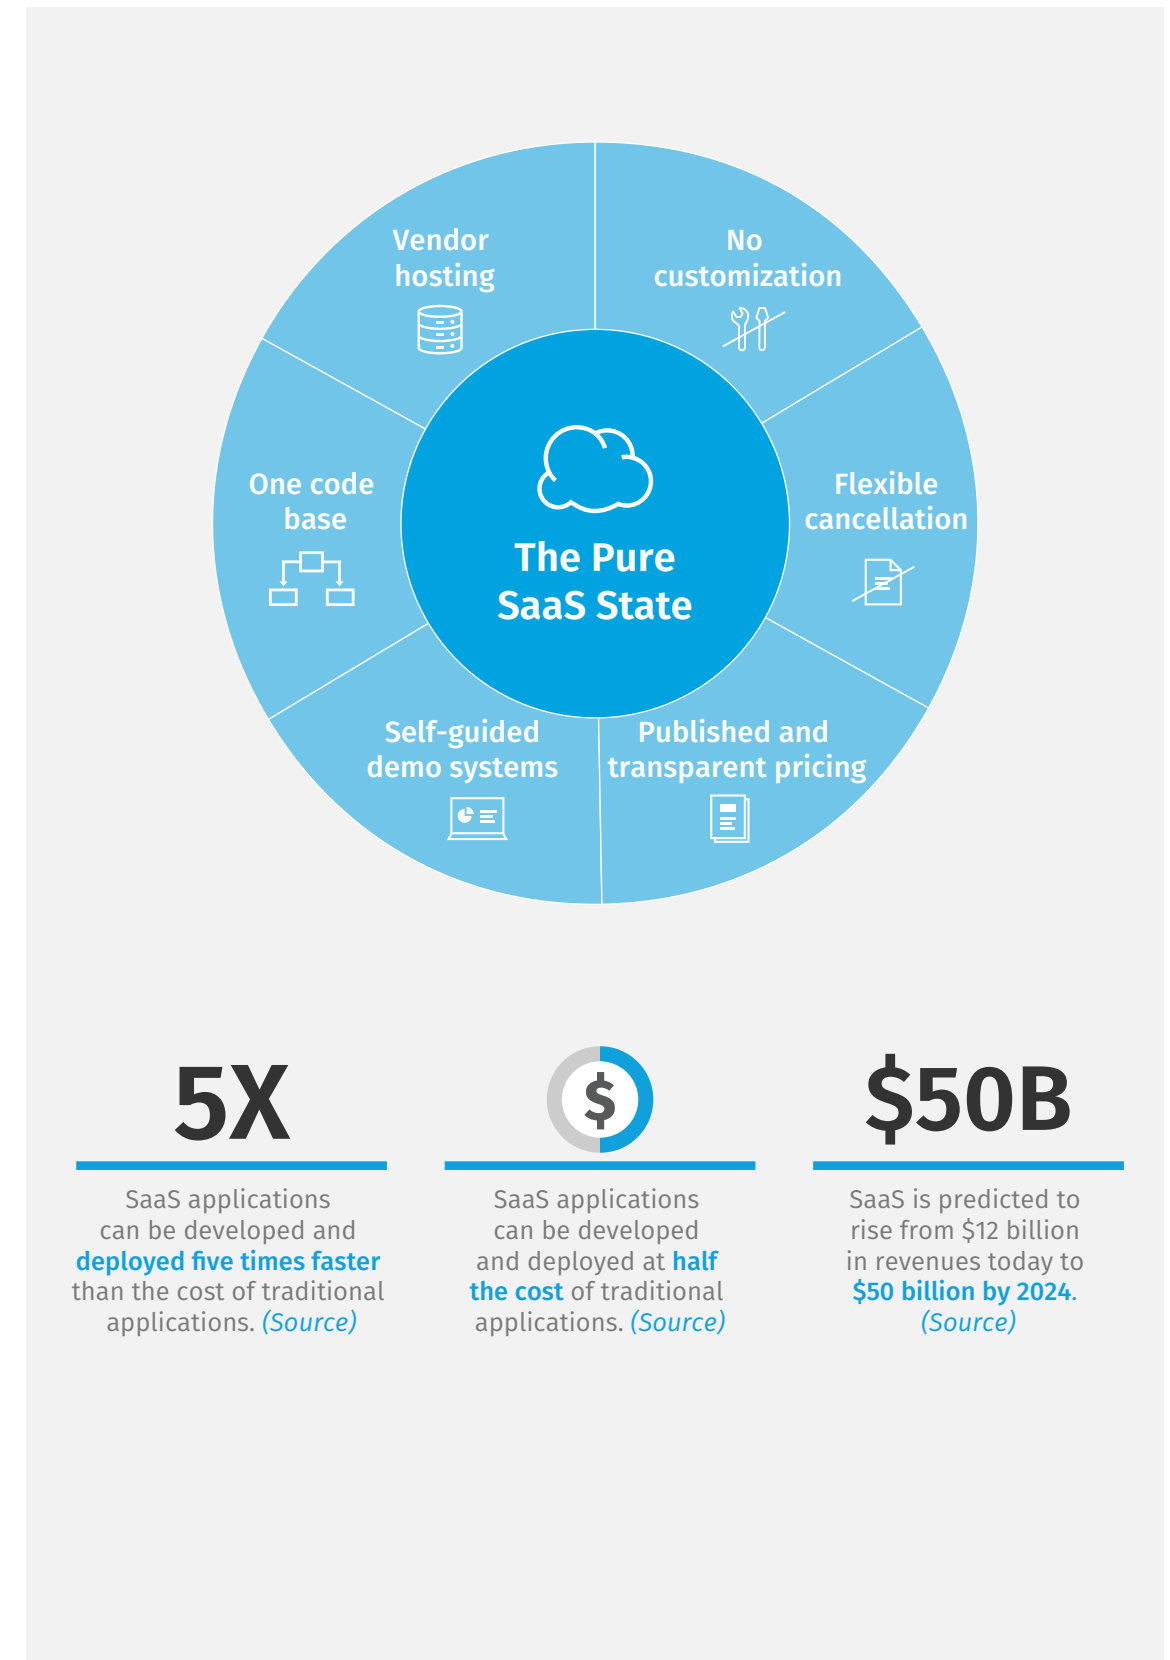 Vendor
hosting
No
customization
One code
base
The Pure
SaaS State
Flexible
cancellation
Self-guided
demo systems
Published and
transparent pricing
5X
SaaS applications
can be developed and
deployed five times faster
than the cost of traditional
applications. (Source)
$
SaaS applications
can be developed
and deployed at half
the cost of traditional
applications. (Source)
$50B
SaaS is predicted to
rise from $12 billion
in revenues today to
$50 billion by 2024.
(Source)